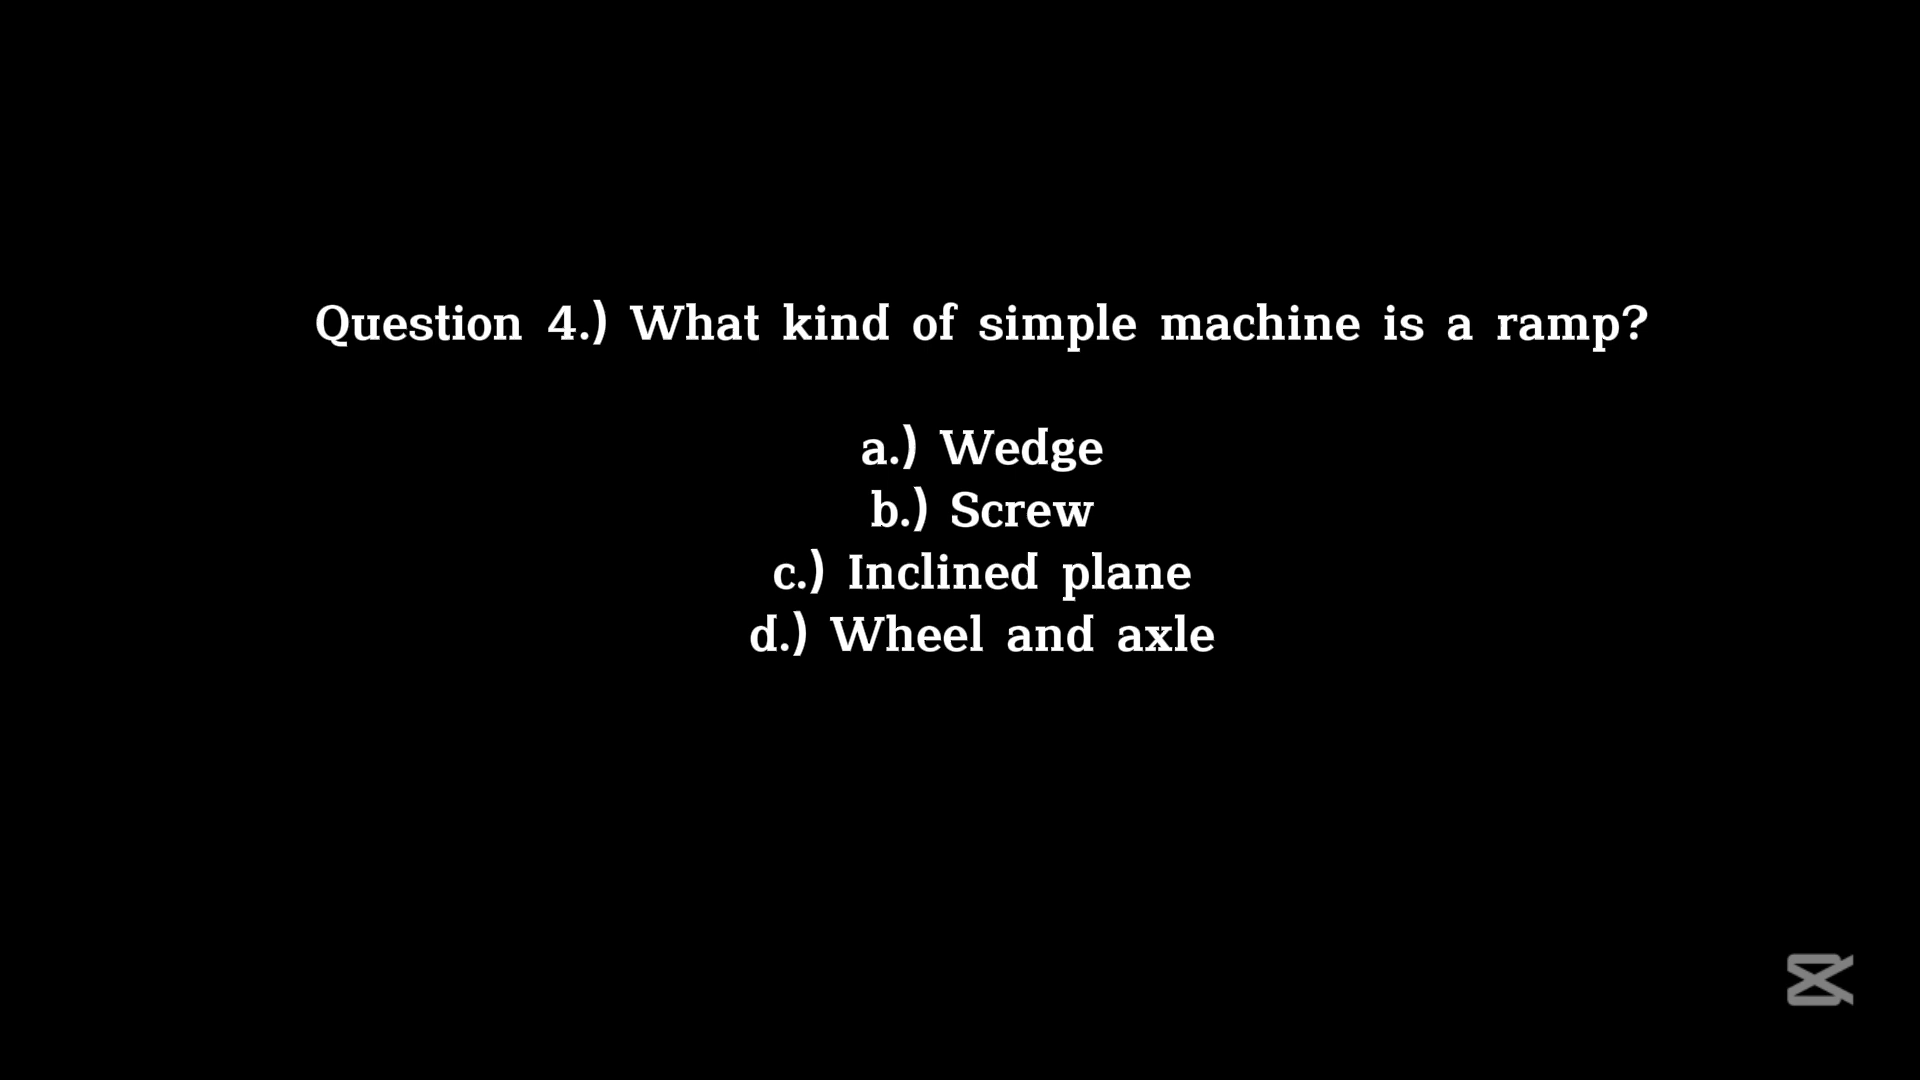 Question 4.) What kind of simple machine is a ramp?
a.) Wedge
b.) Screw
c.) Inclined plane
d.) Wheel and axle